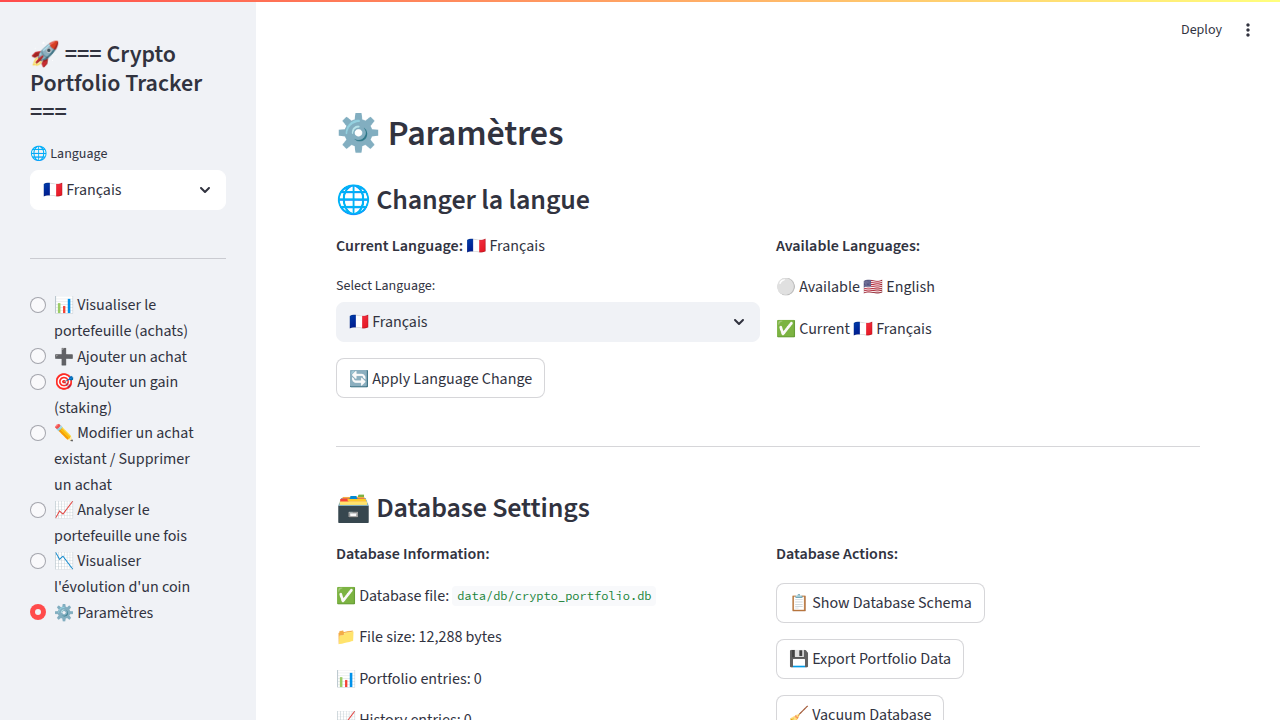 🚀 === Crypto
Portfolio Tracker
===
🌐 Language
🇫🇷 Français
📊 Visualiser le
portefeuille (achats)
➕ Ajouter un achat
🎯 Ajouter un gain
(staking)
✏️ Modifier un achat
existant / Supprimer
un achat
📈 Analyser le
portefeuille une fois
📉 Visualiser
l'évolution d'un coin
⚙️ Paramètres
Deploy
⚙️ Paramètres
🌐 Changer la langue
Current Language: 🇫🇷 Français
Select Language:
🇫🇷 Français
🔄 Apply Language Change
Available Languages:
⚪ Available 🇺🇸 English
✅ Current 🇫🇷 Français
🗃️ Database Settings
Database Information:
✅ Database file: data/db/crypto_portfolio.db
📁 File size: 12,288 bytes
📊 Portfolio entries: 0
📈 History entries: 0
Database Actions:
📋 Show Database Schema
💾 Export Portfolio Data
🧹 Vacuum Database